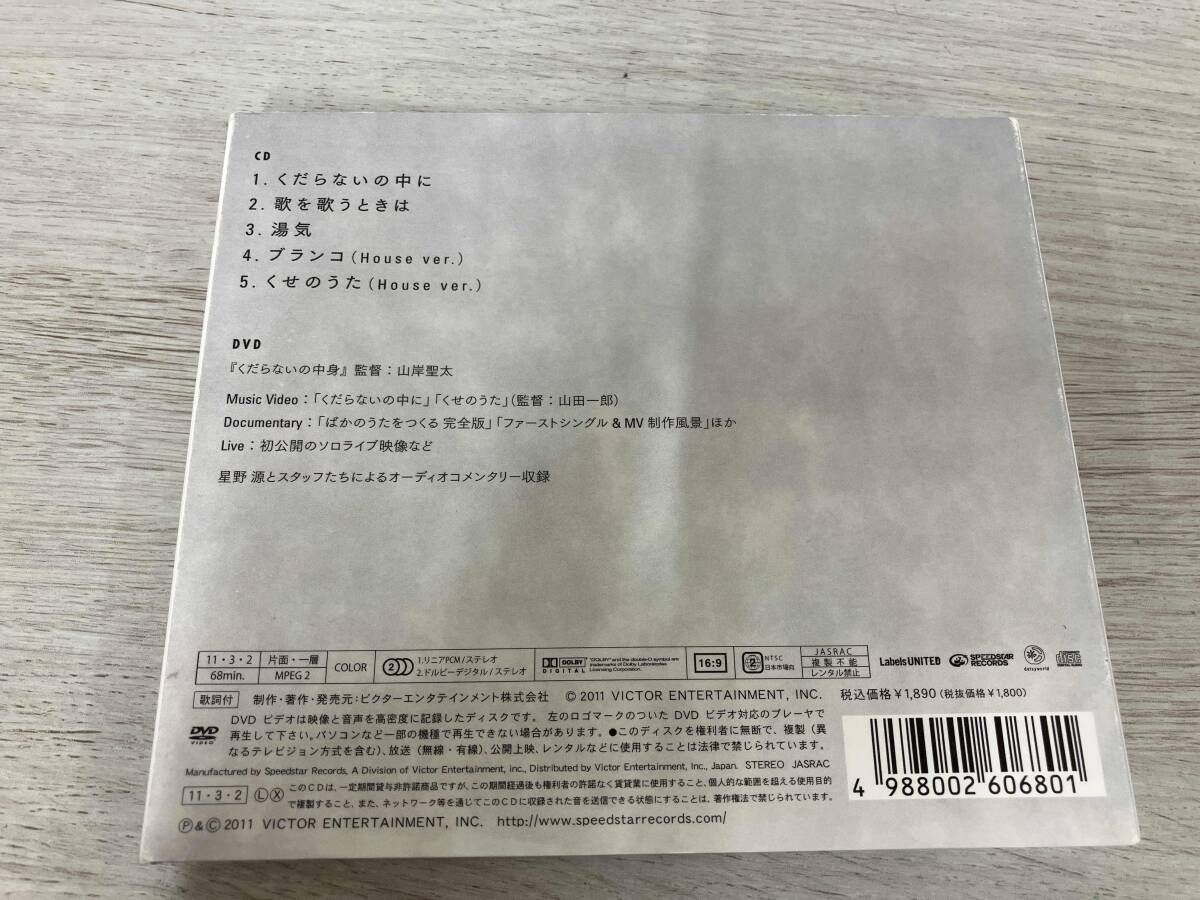 CD
1. くだらないの中に
2. 歌を歌うときは
3. 湯気
4. ブランコ(House ver.)
5. くせのうた(House ver.)
DVD
『くだらないの中身』監督：山岸聖太
Music Video：「くだらないの中に」「くせのうた」(監督：山田一郎)
Documentary：「ばかのうたをつくる 完全版」「ファーストシングル & MV 制作風景」ほか
Live：初公開のソロライブ映像など
星野 源とスタッフたちによるオーディオコメンタリー収録
11・3・2 片面・一層 COLOR 2 1.リニアPCM/ステレオ DOLBY DIGITAL "DOLBY" and the double-D symbol are trademarks of Dolby Laboratories Licensing Corporation. 16:9 2 NTSC 日本市場向 JASRAC 複製不能 レンタル禁止 Labels UNITED SPEEDSTAR RECORDS daisyworld
68min. MPEG 2 2.ドルビーデジタル/ステレオ
歌詞付 制作・著作・発売元：ビクターエンタテインメント株式会社 © 2011 VICTOR ENTERTAINMENT, INC. 税込価格￥1,890 (税抜価格￥1,800)
DVD VIDEO
DVD ビデオは映像と音声を高密度に記録したディスクです。 左のロゴマークのついた DVD ビデオ対応のプレーヤで
再生して下さい。パソコンなど一部の機種で再生できない場合があります。●このディスクを権利者に無断で、複製(異
なるテレビジョン方式を含む)、放送(無線・有線)、公開上映、レンタルなどに使用することは法律で禁じられています。
Manufactured by Speedstar Records, A Division of Victor Entertainment, Inc., Distributed by Victor Entertainment, Inc., Japan. STEREO JASRAC
11・3・2 Ⓛ Ⓧ このCDは、一定期間貸与非許諾商品ですが、この期間経過後も権利者の許諾なく賃貸業に使用すること、個人的な範囲を超える使用目的
で複製すること、また、ネットワーク等を通じてこのCDに収録された音を送信できる状態にすることは、著作権法で禁じられています。
℗ & © 2011 VICTOR ENTERTAINMENT, INC. http://www.speedstarrecords.com/
4 988002 606801